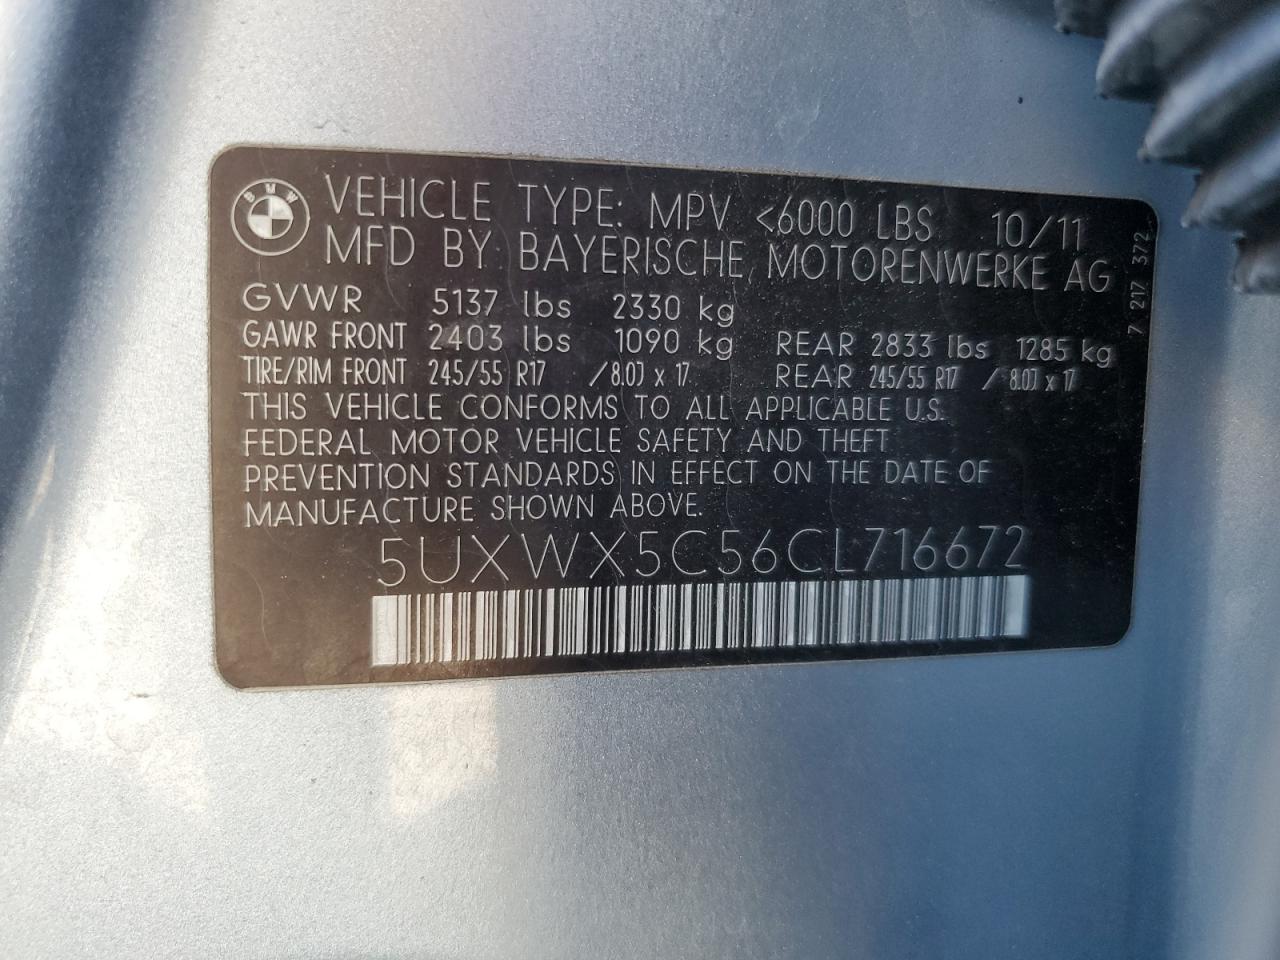 BMW
VEHICLE TYPE: MPV <6000 LBS 10/11
MFD BY BAYERISCHE MOTORENWERKE AG
GVWR 5137 lbs 2330 kg
GAWR FRONT 2403 lbs 1090 kg REAR 2833 lbs 1285 kg
TIRE/RIM FRONT 245/55 R17 /8.0J x 17 REAR 245/55 R17 /8.0J x 17
THIS VEHICLE CONFORMS TO ALL APPLICABLE U.S.
FEDERAL MOTOR VEHICLE SAFETY AND THEFT
PREVENTION STANDARDS IN EFFECT ON THE DATE OF
MANUFACTURE SHOWN ABOVE.
5UXWX5C56CL716672
7 217 372